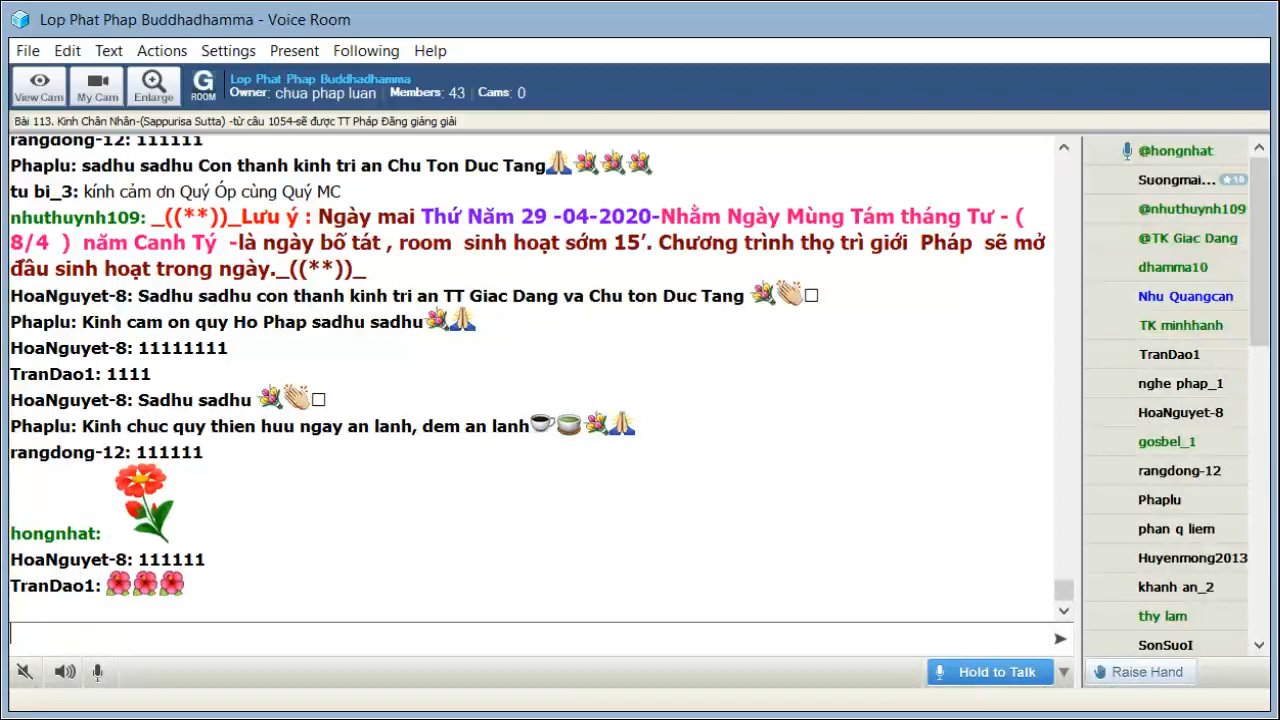 Lop Phat Phap Buddhadhamma - Voice Room
File Edit Text Actions Settings Present Following Help
View Cam My Cam Enlarge G ROOM
Lop Phat Phap Buddhadhamma
Owner: chua phap luan Members: 43 Cams: 0
Bài 113. Kinh Chân Nhân-(Sappurisa Sutta) -từ câu 1054-sẽ được TT Pháp Đăng giảng giải
rangdong-12: 111111
Phaplu: sadhu sadhu Con thanh kinh tri an Chu Ton Duc Tang
tu bi_3: kính cảm ơn Quý Óp cùng Quý MC
nhuthuynh109: _((**))_Lưu ý : Ngày mai Thứ Năm 29 -04-2020-Nhằm Ngày Mùng Tám tháng Tư - (
8/4 ) năm Canh Tý -là ngày bố tát , room sinh hoạt sớm 15’. Chương trình thọ trì giới Pháp sẽ mở
đầu sinh hoạt trong ngày._((**))_
HoaNguyet-8: Sadhu sadhu con thanh kinh tri an TT Giac Dang va Chu ton Duc Tang
Phaplu: Kinh cam on quy Ho Phap sadhu sadhu
HoaNguyet-8: 11111111
TranDao1: 1111
HoaNguyet-8: Sadhu sadhu
Phaplu: Kinh chuc quy thien huu ngay an lanh, dem an lanh
rangdong-12: 111111
hongnhat:
HoaNguyet-8: 111111
TranDao1:
Hold to Talk
@hongnhat
Suongmai... ★10
@nhuthuynh109
@TK Giac Dang
dhamma10
Nhu Quangcan
TK minhhanh
TranDao1
nghe phap_1
HoaNguyet-8
gosbel_1
rangdong-12
Phaplu
phan q liem
Huyenmong2013
khanh an_2
thy lam
SonSuoI
Raise Hand